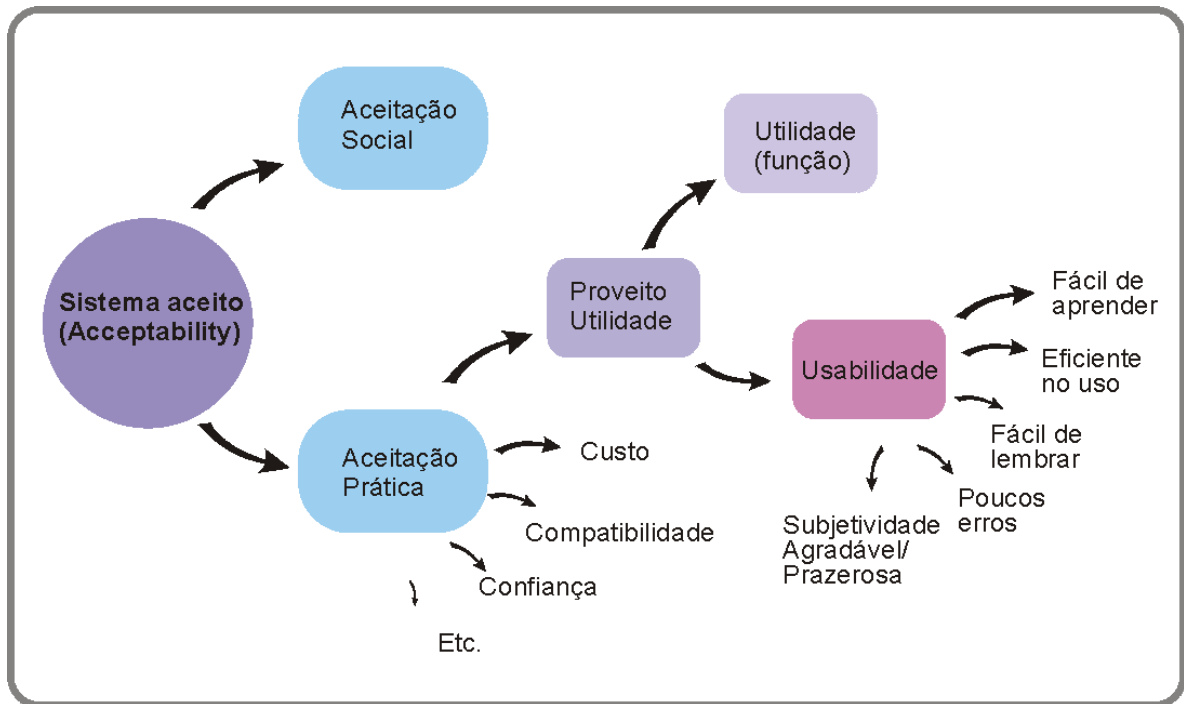 Aceitação
Social
Utilidade
(função)
Sistema aceito
(Acceptability)
Proveito
Utilidade
Fácil de
aprender
Usabilidade
Eficiente
no uso
Fácil de
lembrar
Poucos
erros
Subjetividade
Agradável/
Prazerosa
Aceitação
Prática
Custo
Compatibilidade
Confiança
Etc.